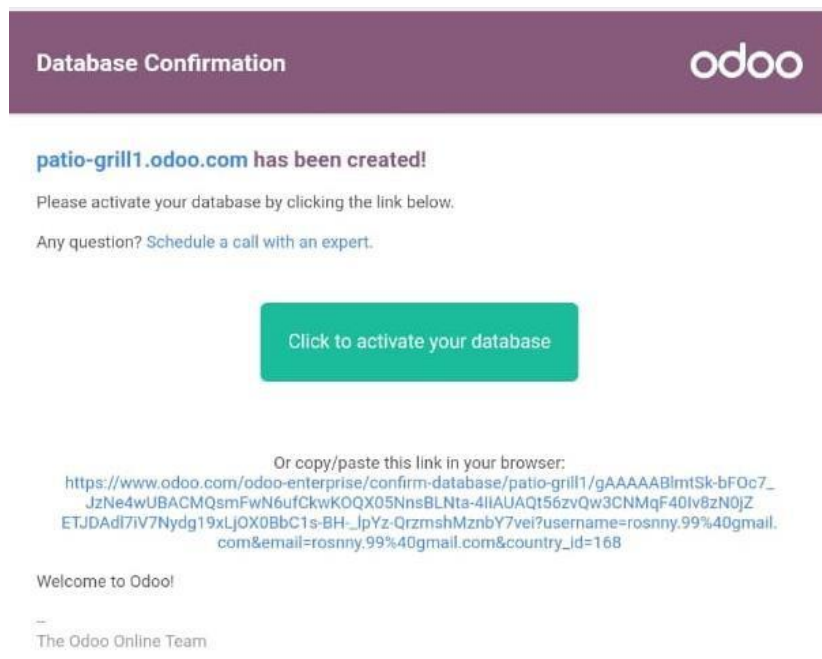 Database Confirmation
odoo
patio-grill1.odoo.com has been created!
Please activate your database by clicking the link below.
Any question? Schedule a call with an expert.
Click to activate your database
Or copy/paste this link in your browser:
https://www.odoo.com/odoo-enterprise/confirm-database/patio-grill1/gAAAAABlmtSk-bFOc7_
JzNe4wUBACMQsmFwN6ufCkwKOQX05NnsBLNta-4IiAUAQt56zvQw3CNMqF40Iv8zN0jZ
ETJDAdl7iV7Nydg19xLjOX0BbC1s-BH-_lpYz-QrzmshMznbY7vei?username=rosnny.99%40gmail.
com&email=rosnny.99%40gmail.com&country_id=168
Welcome to Odoo!
--
The Odoo Online Team